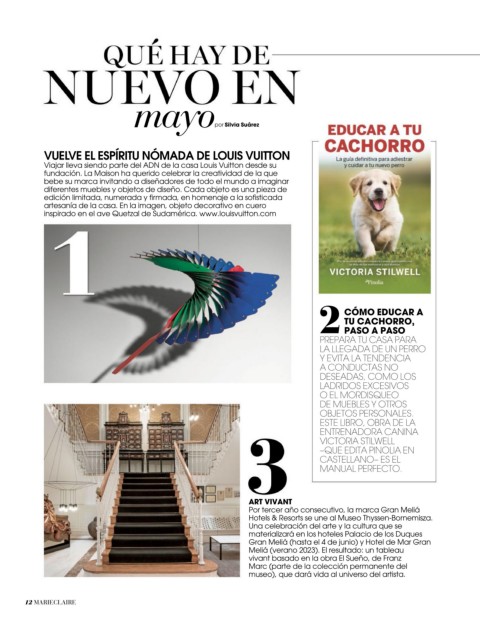 QUÉ HAY DE
NUEVO EN
mayo por Silvia Suárez
VUELVE EL ESPÍRITU NÓMADA DE LOUIS VUITTON
Viajar lleva siendo parte del ADN de la casa Louis Vuitton desde su
fundación. La Maison ha querido celebrar la creatividad de la que
bebe su marca invitando a diseñadores de todo el mundo a imaginar
diferentes muebles y objetos de diseño. Cada objeto es una pieza de
edición limitada, numerada y firmada, en homenaje a la sofisticada
artesanía de la casa. En la imagen, objeto decorativo en cuero
inspirado en el ave Quetzal de Sudamérica. www.louisvuitton.com
1
EDUCAR A TU
CACHORRO
La guía definitiva para adiestrar
y cuidar a tu nuevo perro
VICTORIA STILWELL
2 CÓMO EDUCAR A
TU CACHORRO,
PASO A PASO
PREPARA TU CASA PARA
LA LLEGADA DE UN PERRO
Y EVITA LA TENDENCIA
A CONDUCTAS NO
DESEADAS, COMO LOS
LADRIDOS EXCESIVOS
O EL MORDISQUEO
DE MUEBLES Y OTROS
OBJETOS PERSONALES.
ESTE LIBRO, OBRA DE LA
ENTRENADORA CANINA
VICTORIA STILWELL
–QUE EDITA PINOLIA EN
CASTELLANO– ES EL
MANUAL PERFECTO.
3
ART VIVANT
Por tercer año consecutivo, la marca Gran Meliá
Hotels & Resorts se une al Museo Thyssen-Bornemisza.
Una celebración del arte y la cultura que se
materializará en los hoteles Palacio de los Duques
Gran Meliá (hasta el 4 de junio) y Hotel de Mar Gran
Meliá (verano 2023). El resultado: un tableau
vivant basado en la obra El Sueño, de Franz
Marc (parte de la colección permanente del
museo), que dará vida al universo del artista.
12 MARIECLAIRE